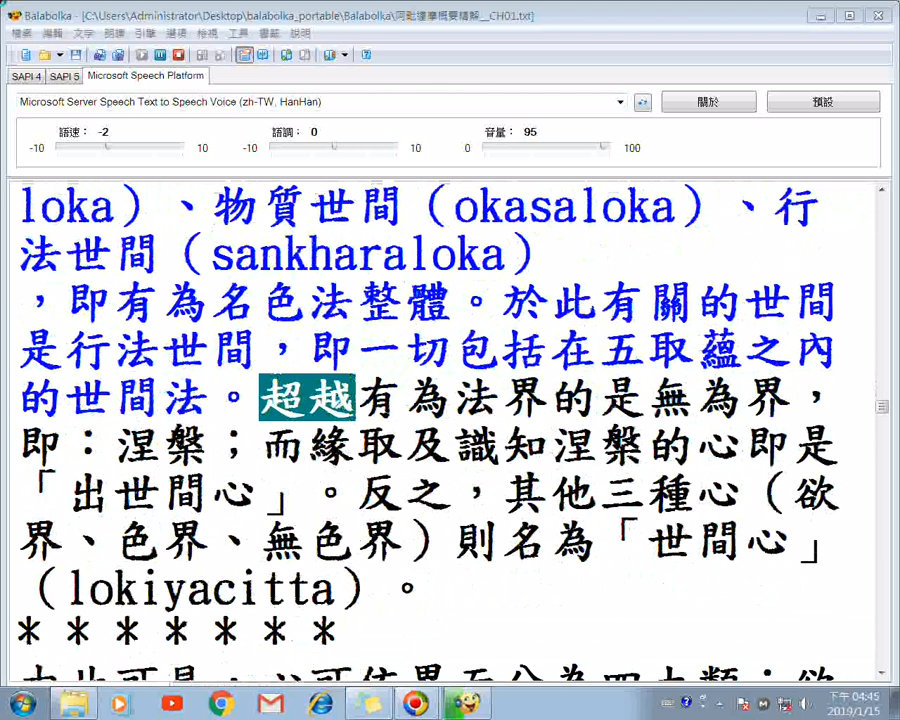 Balabolka - [C:\Users\Administrator\Desktop\balabolka_portable\Balabolka\阿毗達摩概要精解__CH01.txt]
檔案 編輯 文字 朗讀 引擎 選項 檢視 工具 書籤 說明
SAPI 4 SAPI 5 Microsoft Speech Platform
Microsoft Server Speech Text to Speech Voice (zh-TW, HanHan) 關於 預設
語速： -2 語調： 0 音量： 95
-10 10 -10 10 0 100
loka）、物質世間（okasaloka）、行
法世間（sankharaloka）
，即有為名色法整體。於此有關的世間
是行法世間，即一切包括在五取蘊之內
的世間法。超越有為法界的是無為界，
即：涅槃；而緣取及識知涅槃的心即是
「出世間心」。反之，其他三種心（欲
界、色界、無色界）則名為「世間心」
（lokiyacitta）。
* * * * * * *
下午 04:45
2019/1/15